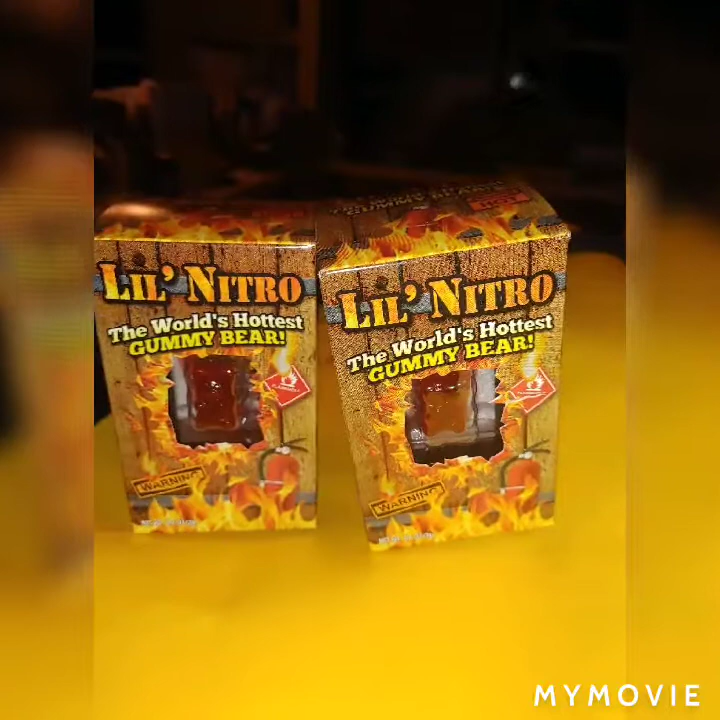 LIL' NITRO
The World's Hottest
GUMMY BEAR!
WARNING
LIL' NITRO
The World's Hottest
GUMMY BEAR!
WARNING
MYMOVIE